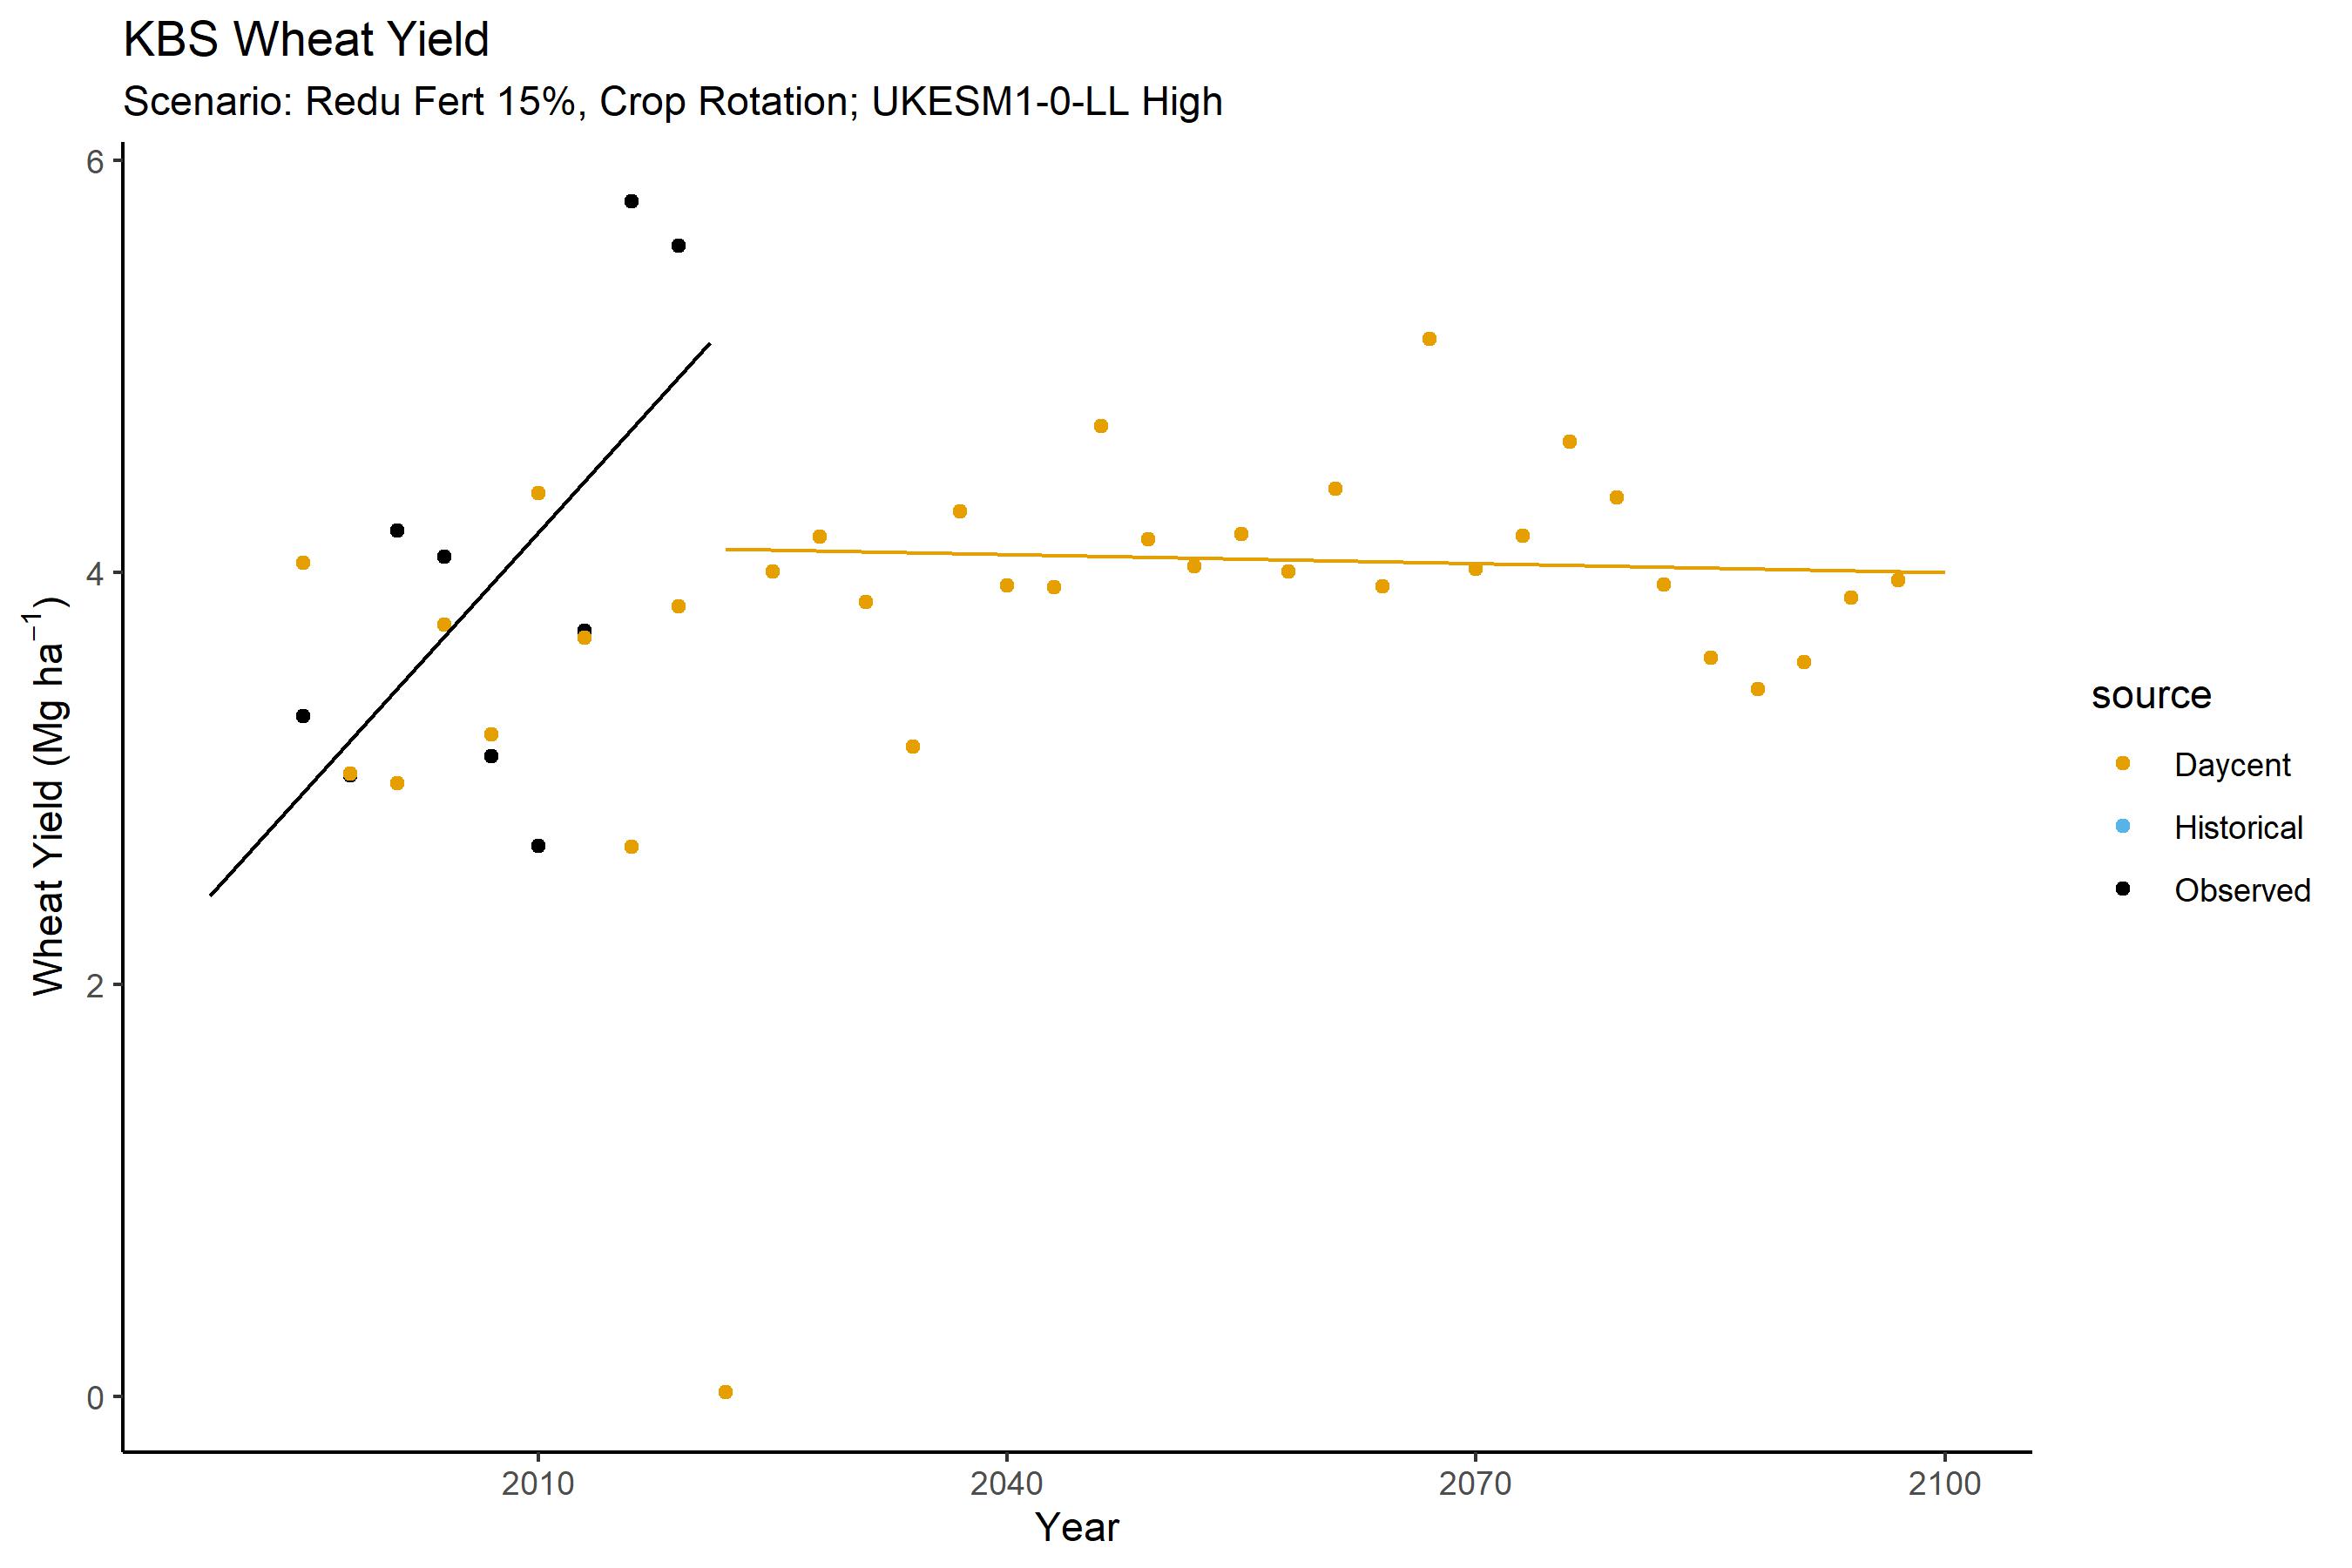 KBS Wheat Yield
Scenario: Redu Fert 15%, Crop Rotation; UKESM1-0-LL High
Wheat Yield (Mg ha⁻¹)
6
4
2
0
2010 2040 2070 2100
Year
source
Daycent
Historical
Observed